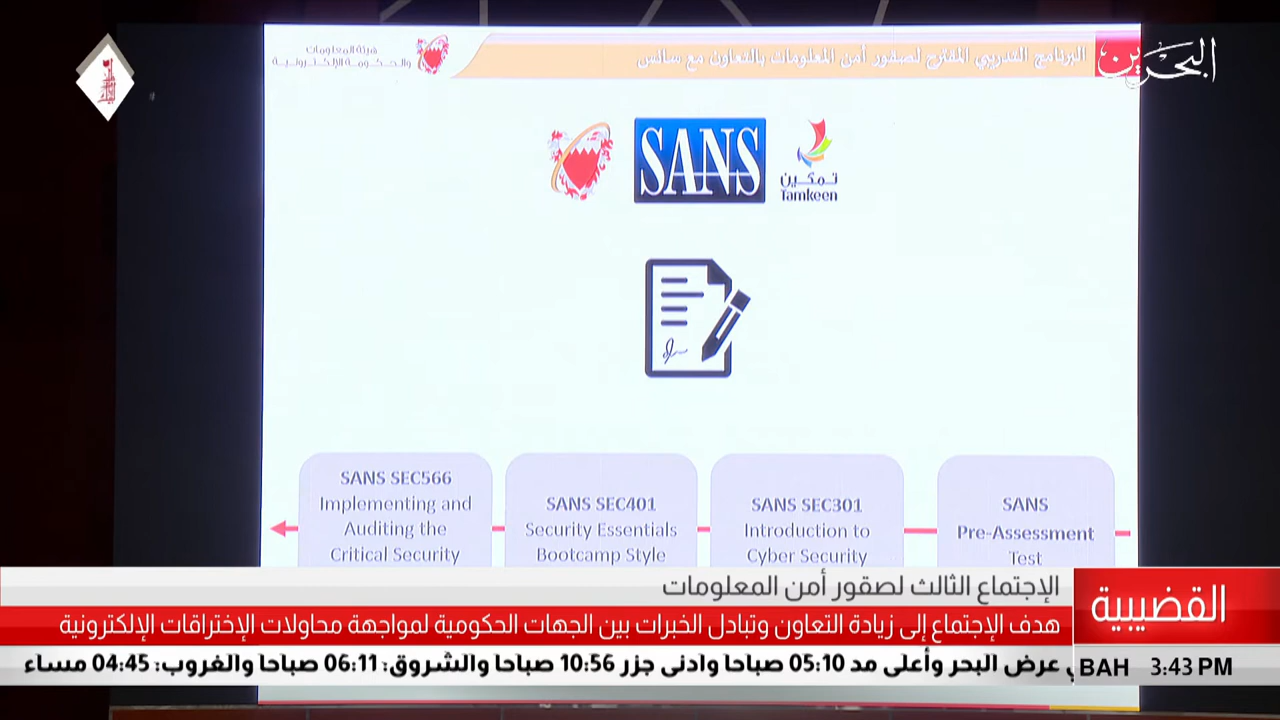 هيئة المعلومات
والحكومة الإلكترونية
البرنامج التدريبي المقترح لصقور أمن المعلومات بالتعاون مع سانس
البحرين
SANS
تمكين
Tamkeen
SANS SEC566
Implementing and
Auditing the
Critical Security
SANS SEC401
Security Essentials
Bootcamp Style
SANS SEC301
Introduction to
Cyber Security
SANS
Pre-Assessment
Test
الإجتماع الثالث لصقور أمن المعلومات
القضيبية
هدف الإجتماع إلى زيادة التعاون وتبادل الخبرات بين الجهات الحكومية لمواجهة محاولات الإختراقات الإلكترونية
عرض البحر وأعلى مد 05:10 صباحا وادنى جزر 10:56 صباحا والشروق: 06:11 صباحا والغروب: 04:45 مساء
BAH 3:43 PM